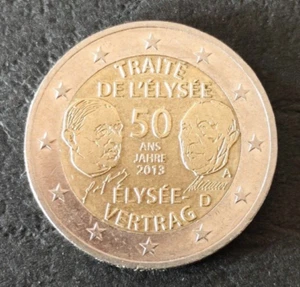 TRAITÉ
DE L'ÉLYSÉE
50
ANS
JAHRE
2013
A
ÉLYSÉE-
VERTRAG D